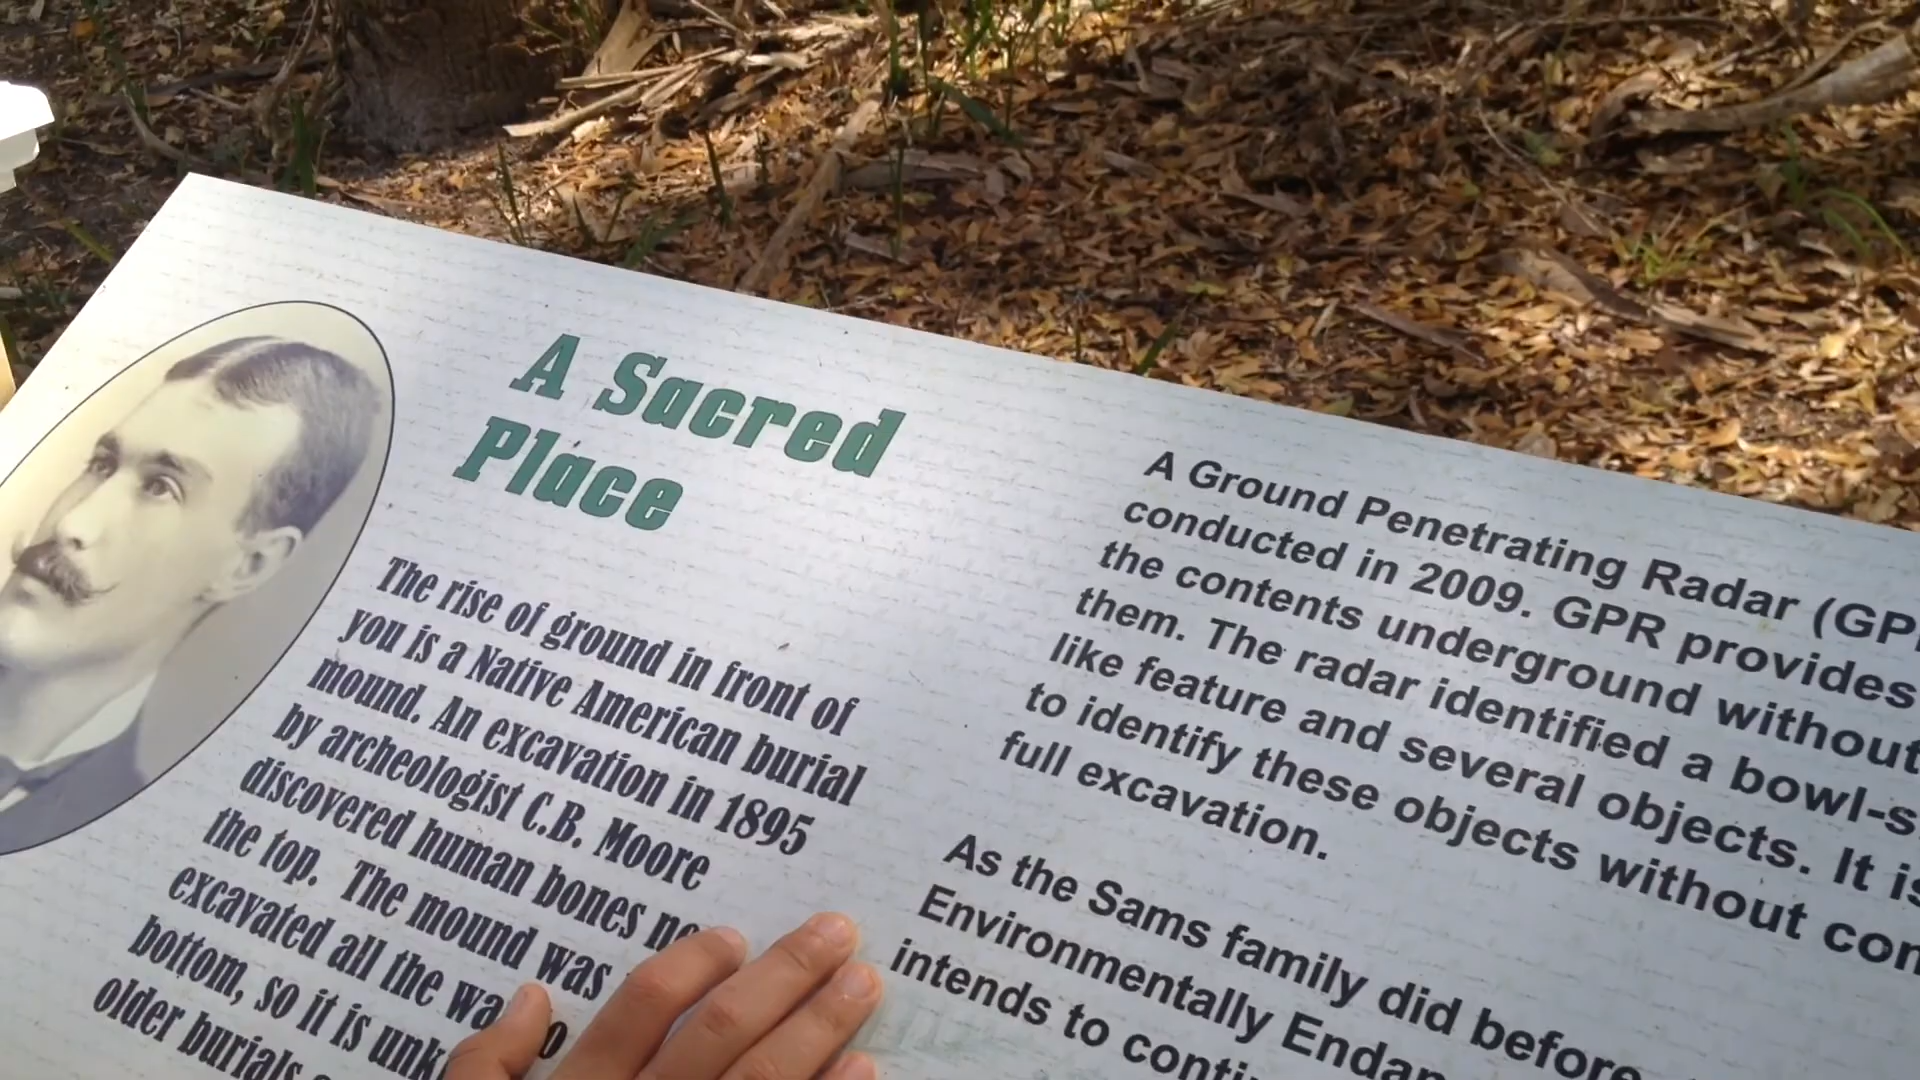 A Sacred
Place
The rise of ground in front of
you is a Native American burial
mound. An excavation in 1895
by archeologist C.B. Moore
discovered human bones
the top. The mound was
excavated all the
bottom, so it is
older burials
A Ground Penetrating Radar
conducted in 2009. GPR provides
the contents underground without
them. The radar identified a
like feature and several objects. It
to identify these objects without
full excavation.
As the Sams family did before
Environmentally
intends to